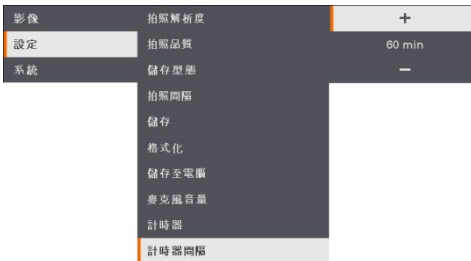 影像
設定
系統
拍照解析度
拍照品質
儲存型態
拍照間隔
儲存
格式化
儲存至電腦
麥克風音量
計時器
計時器間隔
+
60 min
−